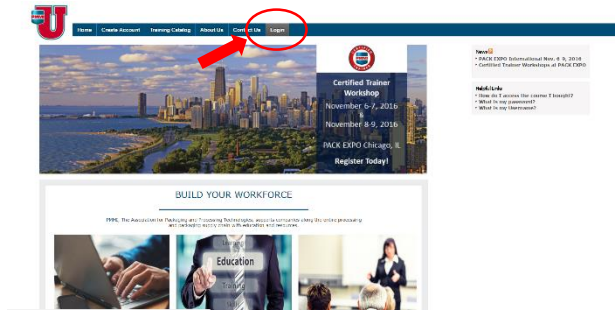 U
Home Create Account Training Catalog About Us Contact Us Login
Certified Trainer
Workshop
November 6-7, 2016
&
November 8-9, 2016
PACK EXPO Chicago, IL
Register Today!
News
• PACK EXPO International Nov. 6-9, 2016
• Certified Trainer Workshops at PACK EXPO
Helpful Links
• How do I access the course I bought?
• What is my password?
• What is my Username?
BUILD YOUR WORKFORCE
PMMI, The Association for Packaging and Processing Technologies, assists companies along the entire processing
and packaging supply chain with education and resources.
Learning
Education
Training
Skill